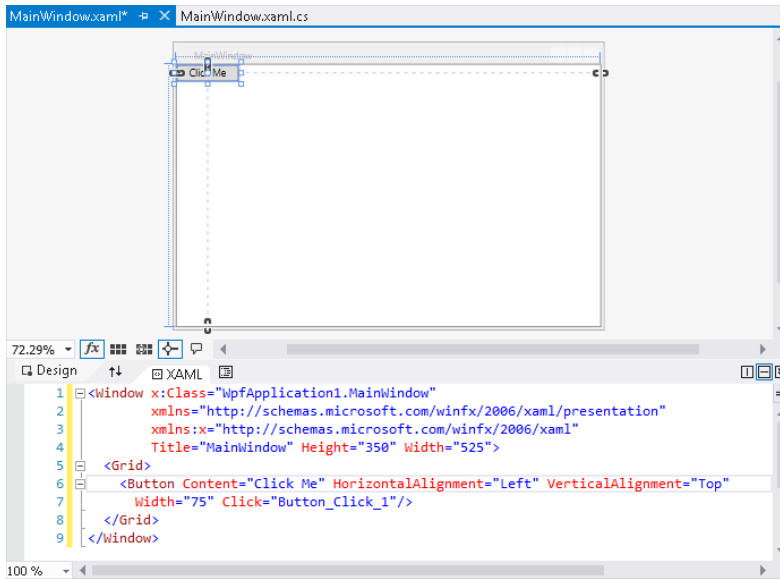 MainWindow.xaml* MainWindow.xaml.cs
MainWindow
Click Me
72.29% fx
Design XAML
1 <Window x:Class="WpfApplication1.MainWindow"
2 xmlns="http://schemas.microsoft.com/winfx/2006/xaml/presentation"
3 xmlns:x="http://schemas.microsoft.com/winfx/2006/xaml"
4 Title="MainWindow" Height="350" Width="525">
5 <Grid>
6 <Button Content="Click Me" HorizontalAlignment="Left" VerticalAlignment="Top"
7 Width="75" Click="Button_Click_1"/>
8 </Grid>
9 </Window>
100 %